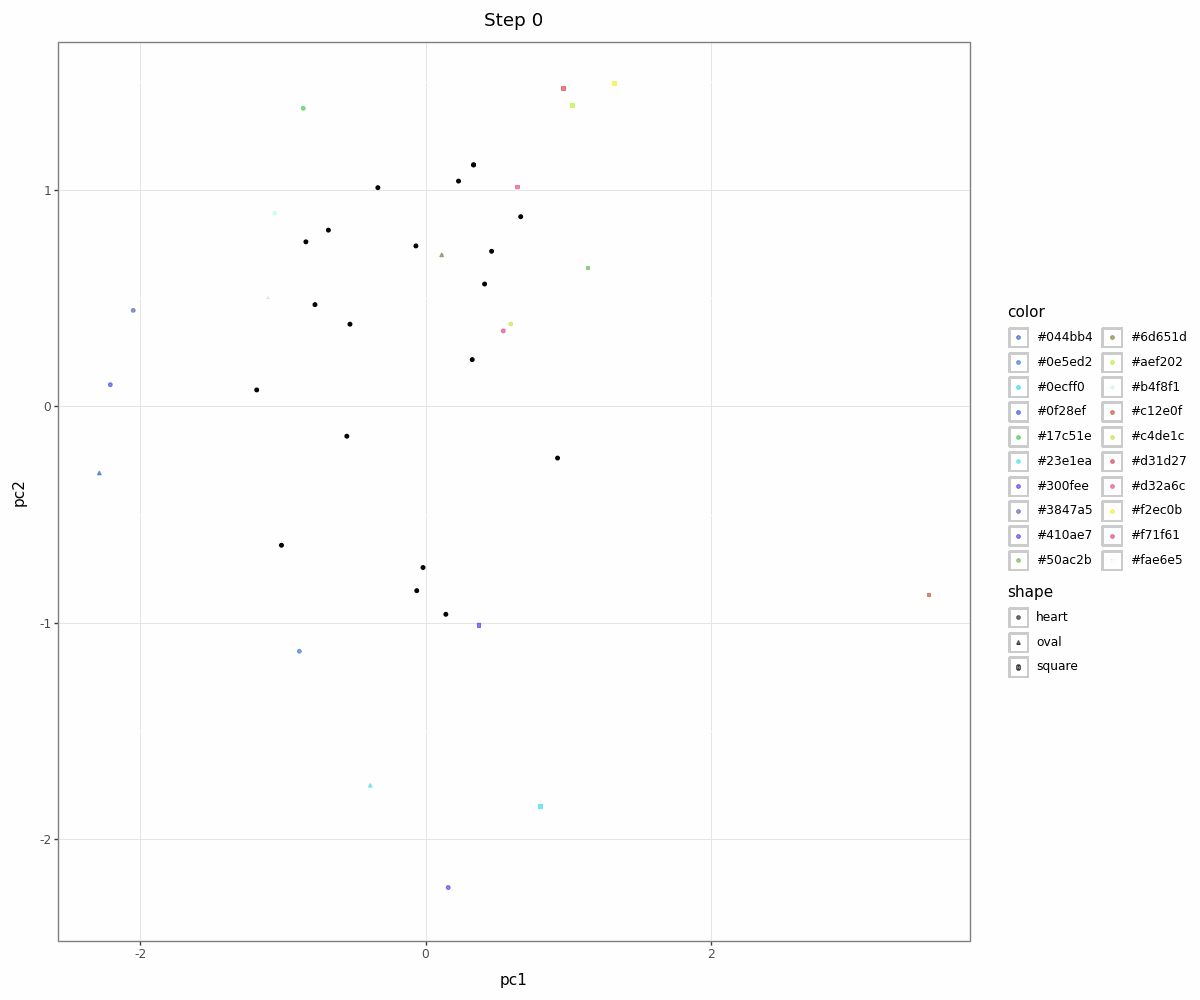 Step 0
1
0
-1
-2
-2
0
2
pc1
pc2
color
#044bb4
#0e5ed2
#0ecff0
#0f28ef
#17c51e
#23e1ea
#300fee
#3847a5
#410ae7
#50ac2b
#6d651d
#aef202
#b4f8f1
#c12e0f
#c4de1c
#d31d27
#d32a6c
#f2ec0b
#f71f61
#fae6e5
shape
heart
oval
square